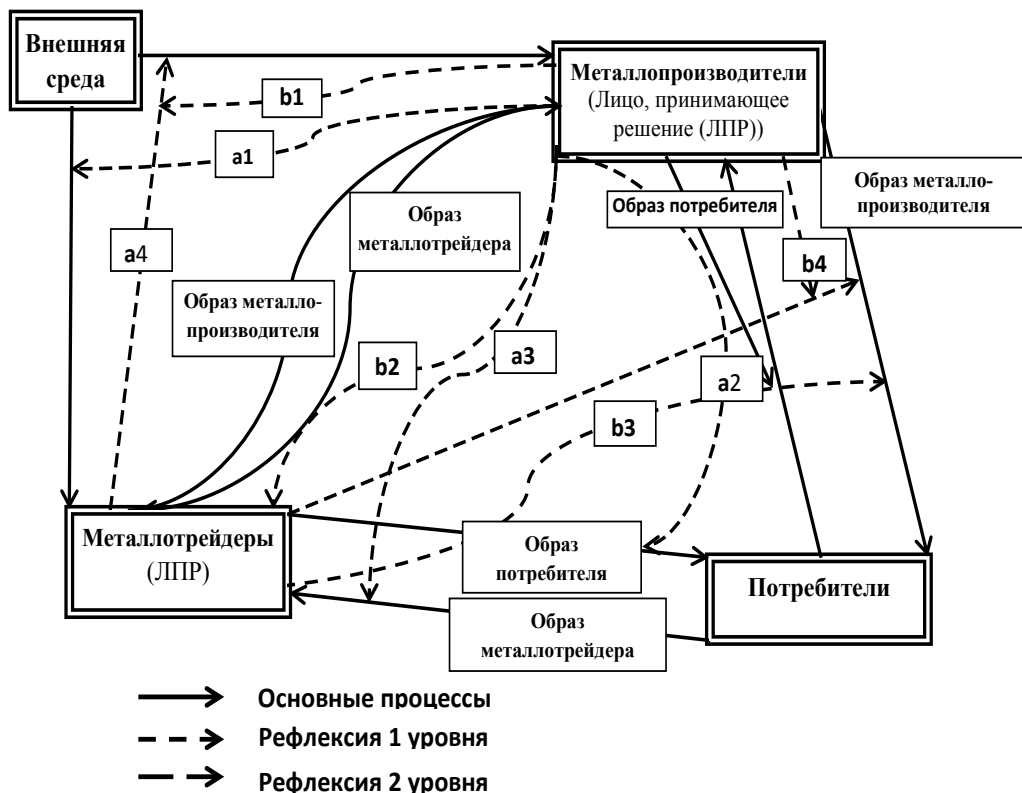 Внешняя
среда
Металлопроизводители
(Лицо, принимающее
решение (ЛПР))
b1
a1
Образ металло-
производителя
Образ потребителя
Образ
металлотрейдера
a4
b4
Образ металло-
производителя
b2
a3
a2
b3
Металлотрейдеры
(ЛПР)
Образ
потребителя
Потребители
Образ
металлотрейдера
Основные процессы
Рефлексия 1 уровня
Рефлексия 2 уровня